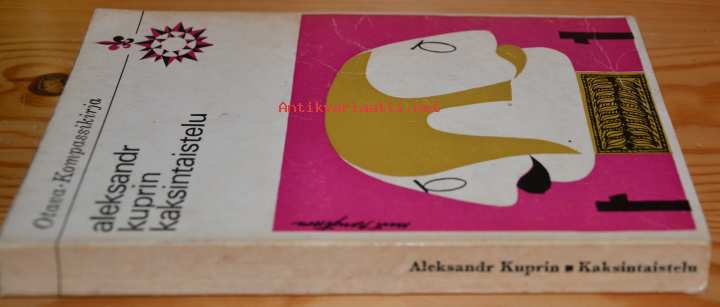 Otava-Kompassikirja
aleksandr
kuprin
kaksintaistelu
Antikvariaatti.net
Aleksandr Kuprin ■ Kaksintaistelu